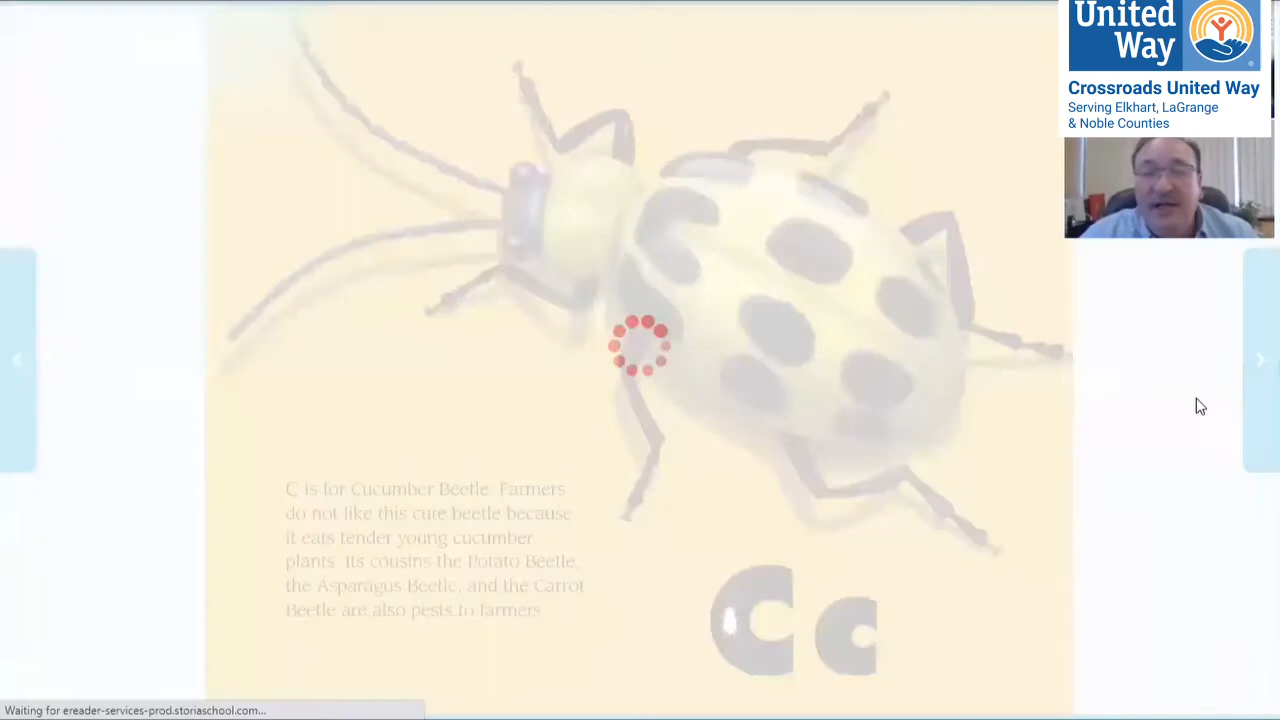 United
Way
Crossroads United Way
Serving Elkhart, LaGrange
& Noble Counties
C is for Cucumber Beetle. Farmers
do not like this cute beetle because
it eats tender young cucumber
plants. Its cousins the Potato Beetle,
the Asparagus Beetle, and the Carrot
Beetle are also pests to farmers.
C c
Waiting for ereader-services-prod.storiaschool.com...